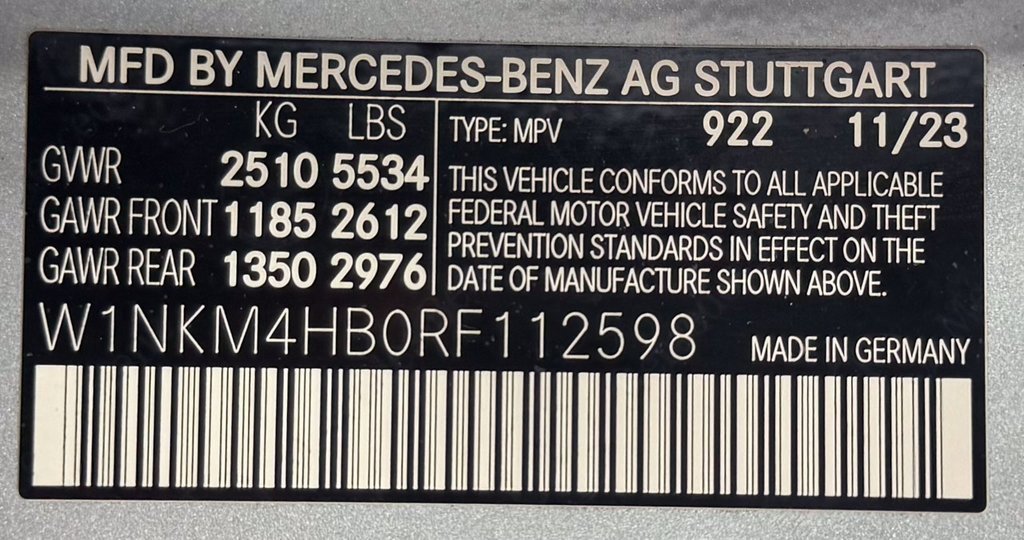 MFD BY MERCEDES-BENZ AG STUTTGART
KG LBS
GVWR 2510 5534
GAWR FRONT 1185 2612
GAWR REAR 1350 2976
TYPE: MPV 922 11/23
THIS VEHICLE CONFORMS TO ALL APPLICABLE
FEDERAL MOTOR VEHICLE SAFETY AND THEFT
PREVENTION STANDARDS IN EFFECT ON THE
DATE OF MANUFACTURE SHOWN ABOVE.
W1NKM4HB0RF112598 MADE IN GERMANY